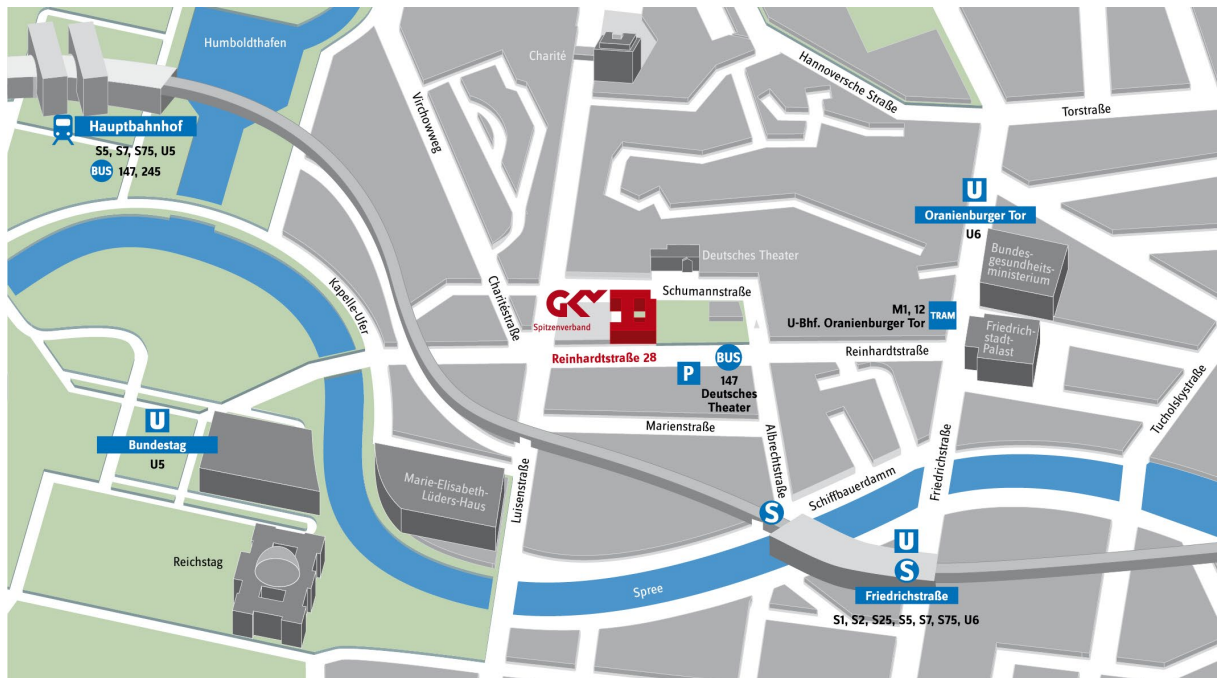 Humboldthafen
Charité
Hannoversche Straße
Torstraße
Virchowweg
Hauptbahnhof
S5, S7, S75, U5
BUS 147, 245
U
Oranienburger Tor
U6
Bundes-
gesundheits-
ministerium
Deutsches Theater
Schumannstraße
Kapelle-Ufer
Charitéstraße
GKV
Spitzenverband
M1, 12
U-Bhf. Oranienburger Tor
TRAM
Friedrich-
stadt-
Palast
Reinhardtstraße 28
Reinhardtstraße
P
BUS
147
Deutsches
Theater
Tucholskystraße
U
Bundestag
U5
Marienstraße
Albrechtstraße
Marie-Elisabeth-
Lüders-Haus
Luisenstraße
Schiffbauerdamm
Friedrichstraße
S
Reichstag
Spree
U
S
Friedrichstraße
S1, S2, S25, S5, S7, S75, U6